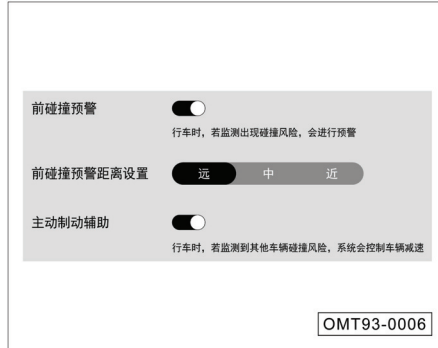 前碰撞预警
行车时，若监测出现碰撞风险，会进行预警
前碰撞预警距离设置
远 中 近
主动制动辅助
行车时，若监测到其他车辆碰撞风险，系统会控制车辆减速
OMT93-0006